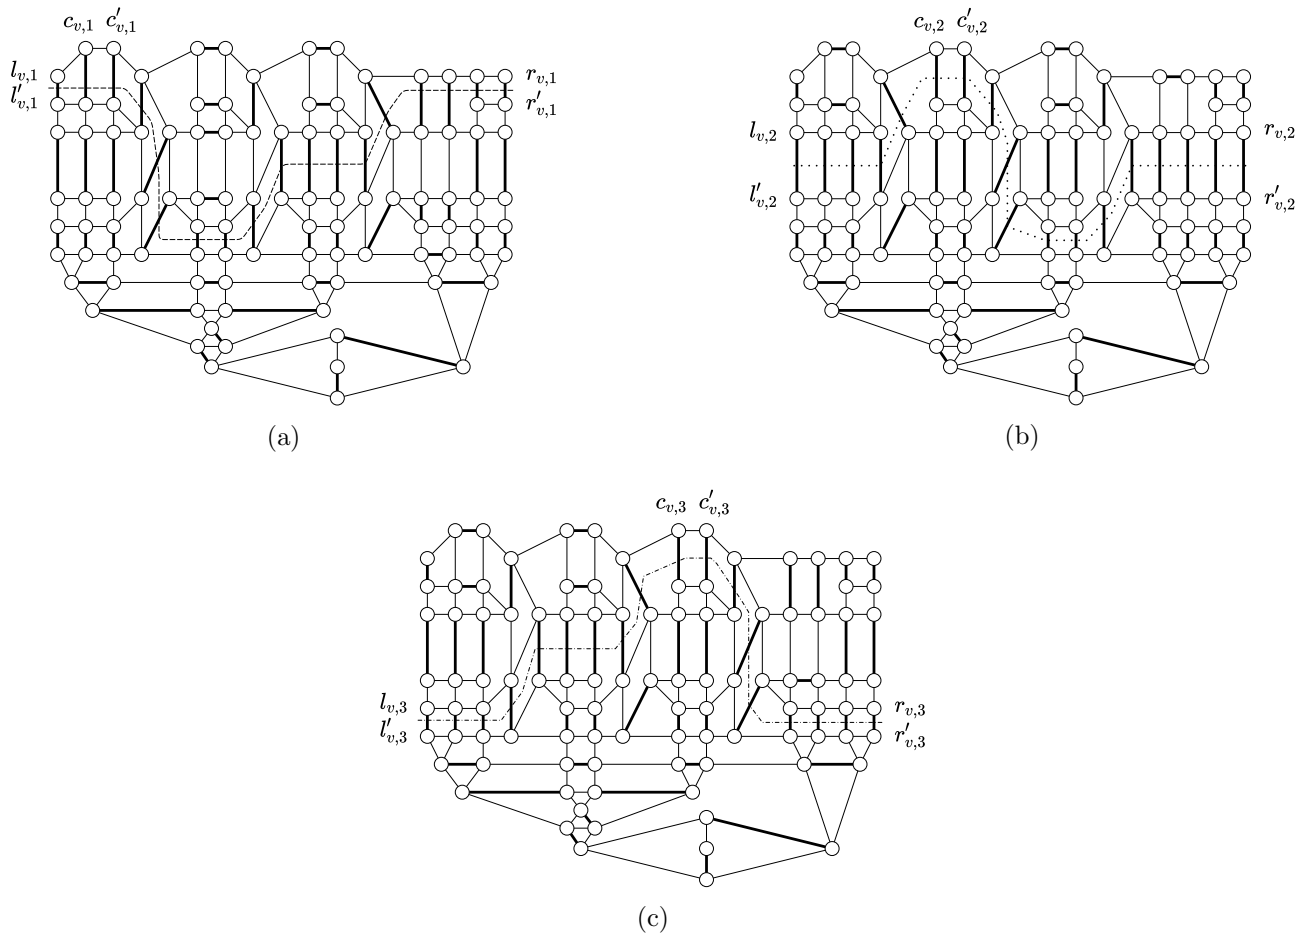 c_{v,1} c'_{v,1}
l_{v,1}
l'_{v,1}
r_{v,1}
r'_{v,1}
(a)
c_{v,2} c'_{v,2}
l_{v,2}
l'_{v,2}
r_{v,2}
r'_{v,2}
(b)
c_{v,3} c'_{v,3}
l_{v,3}
l'_{v,3}
r_{v,3}
r'_{v,3}
(c)